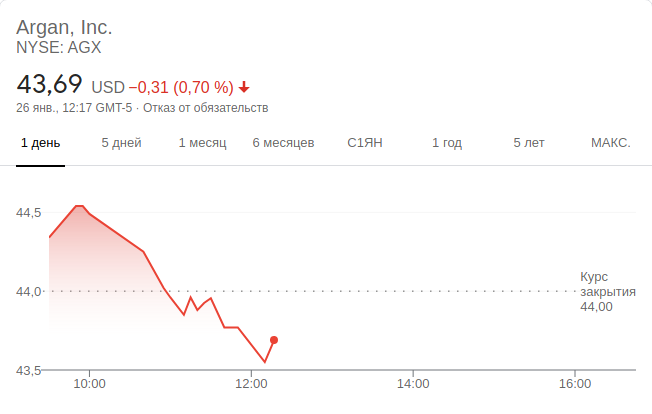 Argan, Inc.
NYSE: AGX
43,69 USD −0,31 (0,70 %)
26 янв., 12:17 GMT-5 · Отказ от обязательств
1 день 5 дней 1 месяц 6 месяцев С1ЯН 1 год 5 лет МАКС.
44,5
Курс
44,0 закрытия
44,00
43,5
10:00 12:00 14:00 16:00